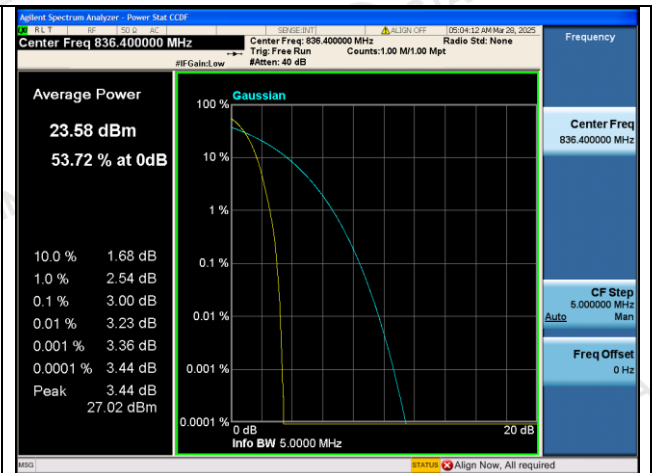 Agilent Spectrum Analyzer - Power Stat CCDF
RLT RF 50 Ω AC SENSE:INT ALIGN OFF 05:04:12 AM Mar 28, 2025
Center Freq 836.400000 MHz
Center Freq: 836.400000 MHz Radio Std: None
Trig: Free Run Counts:1.00 M/1.00 Mpt
#IFGain:Low #Atten: 40 dB
Frequency
Average Power
23.58 dBm
53.72 % at 0dB
10.0 % 1.68 dB
1.0 % 2.54 dB
0.1 % 3.00 dB
0.01 % 3.23 dB
0.001 % 3.36 dB
0.0001 % 3.44 dB
Peak 3.44 dB
27.02 dBm
Gaussian
100 %
10 %
1 %
0.1 %
0.01 %
0.001 %
0.0001 %
0 dB 20 dB
Info BW 5.0000 MHz
Center Freq
836.400000 MHz
CF Step
5.000000 MHz
Auto Man
Freq Offset
0 Hz
MSG STATUS Align Now, All required